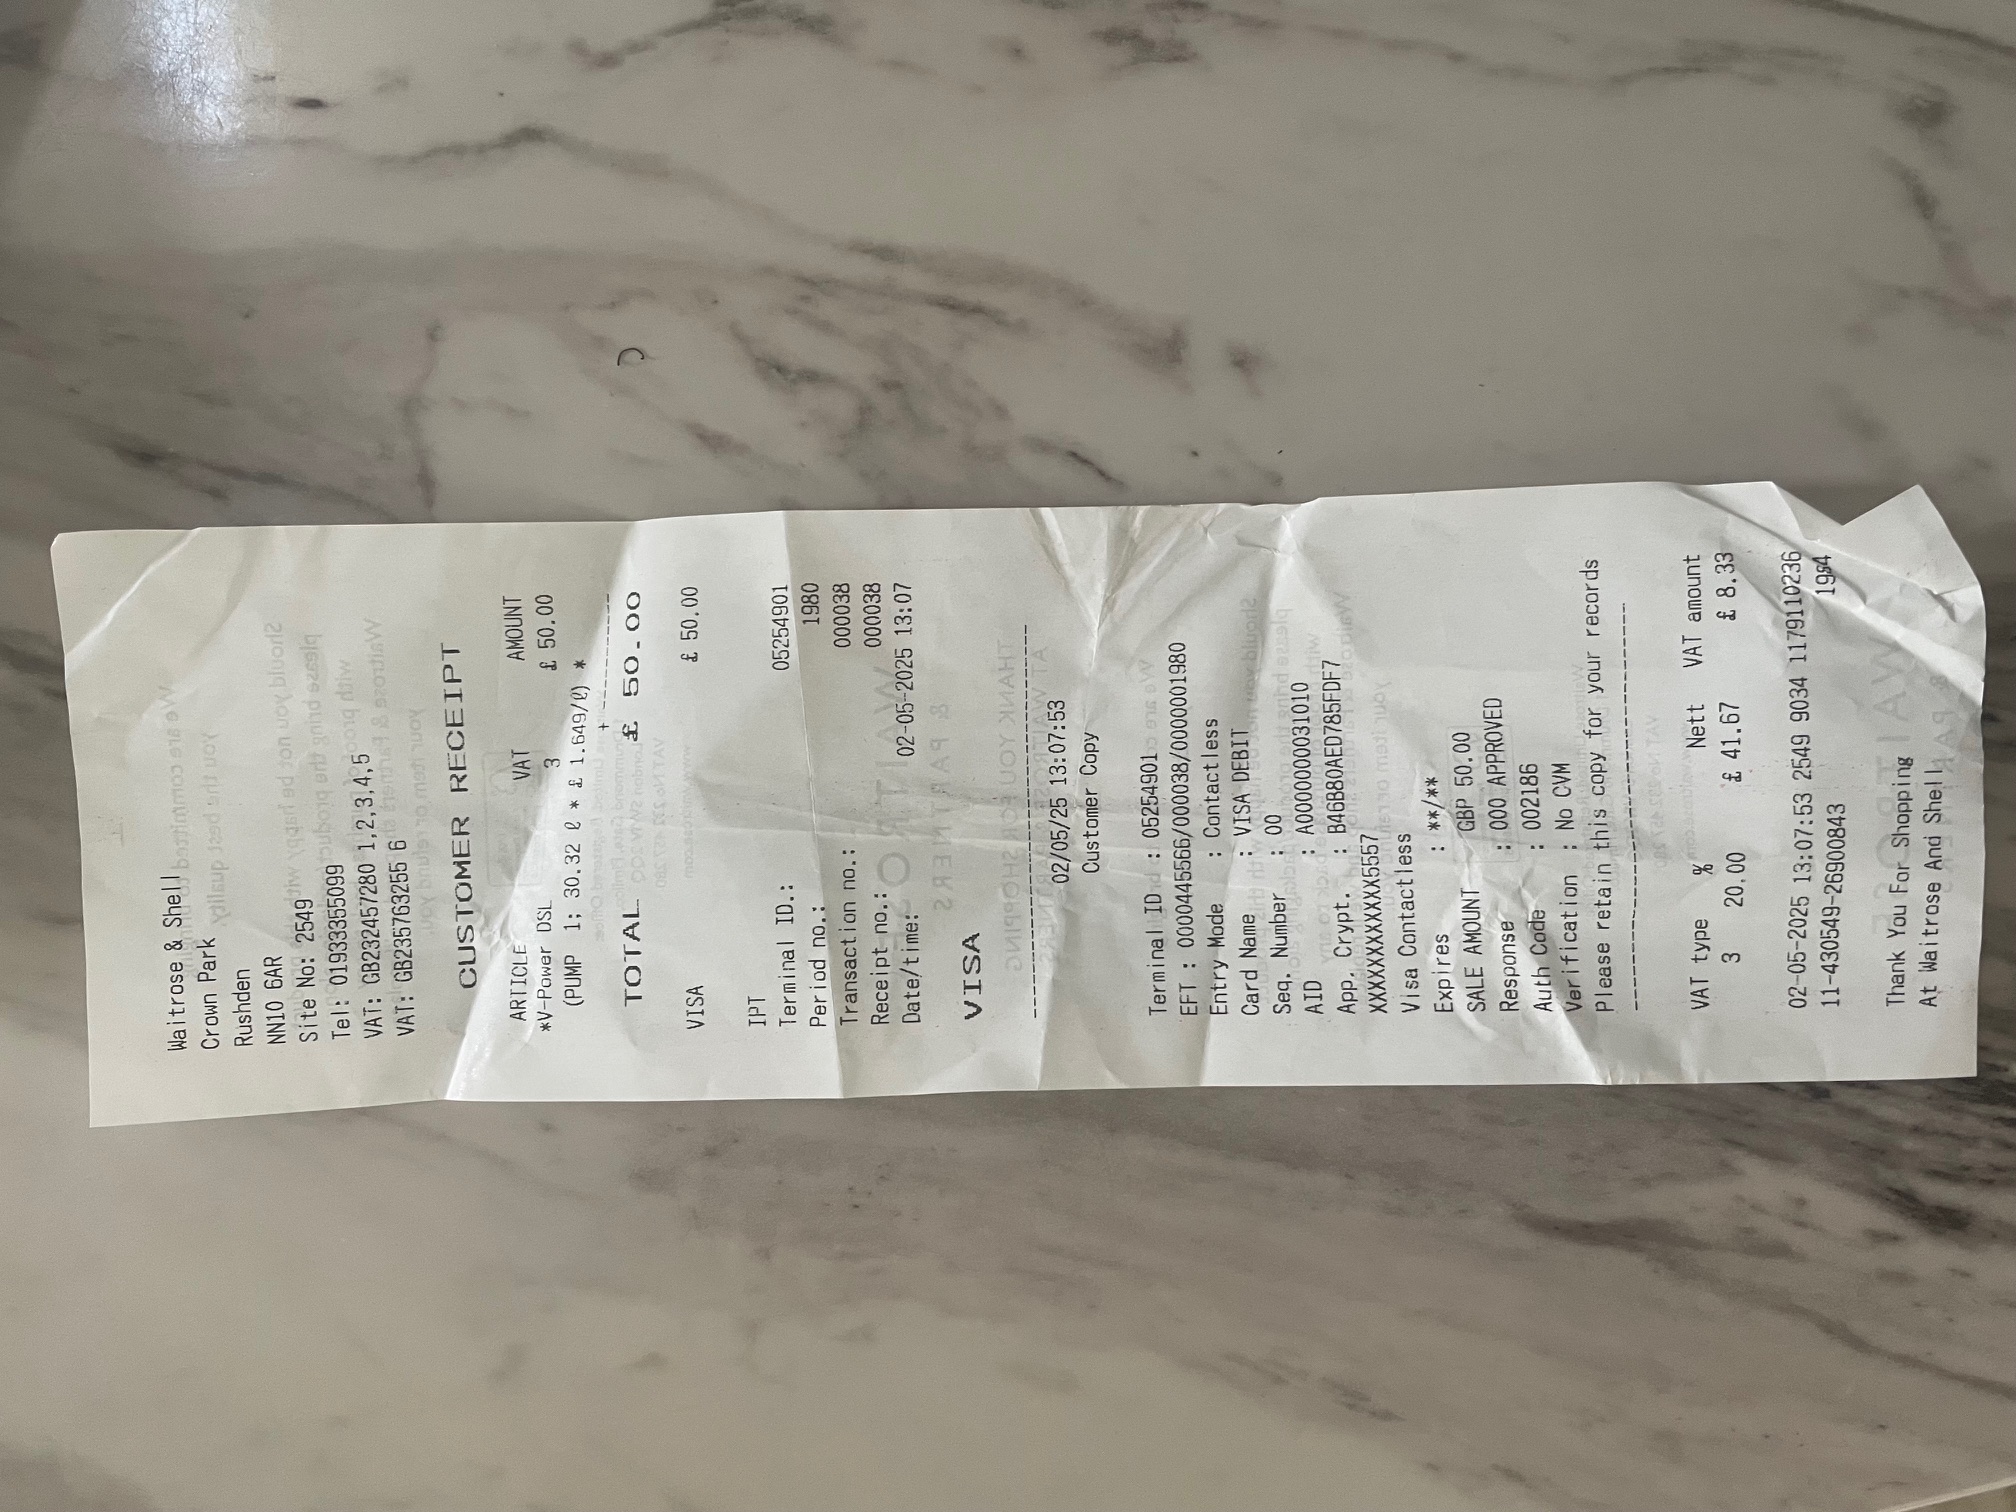 Waitrose & Shell
Crown Park
Rushden
NN10 6AR
Site No: 2549
Tel: 01933355099
VAT: GB232457280 1,2,3,4,5
VAT: GB235763255 6
CUSTOMER RECEIPT
ARTICLE VAT AMOUNT
*V-Power DSL 3 £ 50.00
(PUMP 1; 30.32 ℓ * £ 1.649/ℓ) *
+ -----------
TOTAL £ 50.00
VISA £ 50.00
IPT
Terminal ID.: 05254901
Period no.: 1980
Transaction no.: 000038
Receipt no.: 000038
Date/time: 02-05-2025 13:07
VISA
-----------------------------------
02/05/25 13:07:53
Customer Copy
Terminal ID : 05254901
EFT : 0000445566/000038/0000001980
Entry Mode : Contactless
Card Name : VISA DEBIT
Seq. Number : 00
AID : A0000000031010
App. Crypt. : B46B80AED785FDF7
XXXXXXXXXXXX5557
Visa Contactless
Expires : **/**
SALE AMOUNT GBP 50.00
Response : 000 APPROVED
Auth Code : 002186
Verification : No CVM
Please retain this copy for your records
------------------------------------
VAT type % Nett VAT amount
3 20.00 £ 41.67 £ 8.33
02-05-2025 13:07:53 2549 9034 1179110236
11-430549-26900843
Thank You For Shopping
At Waitrose And Shell